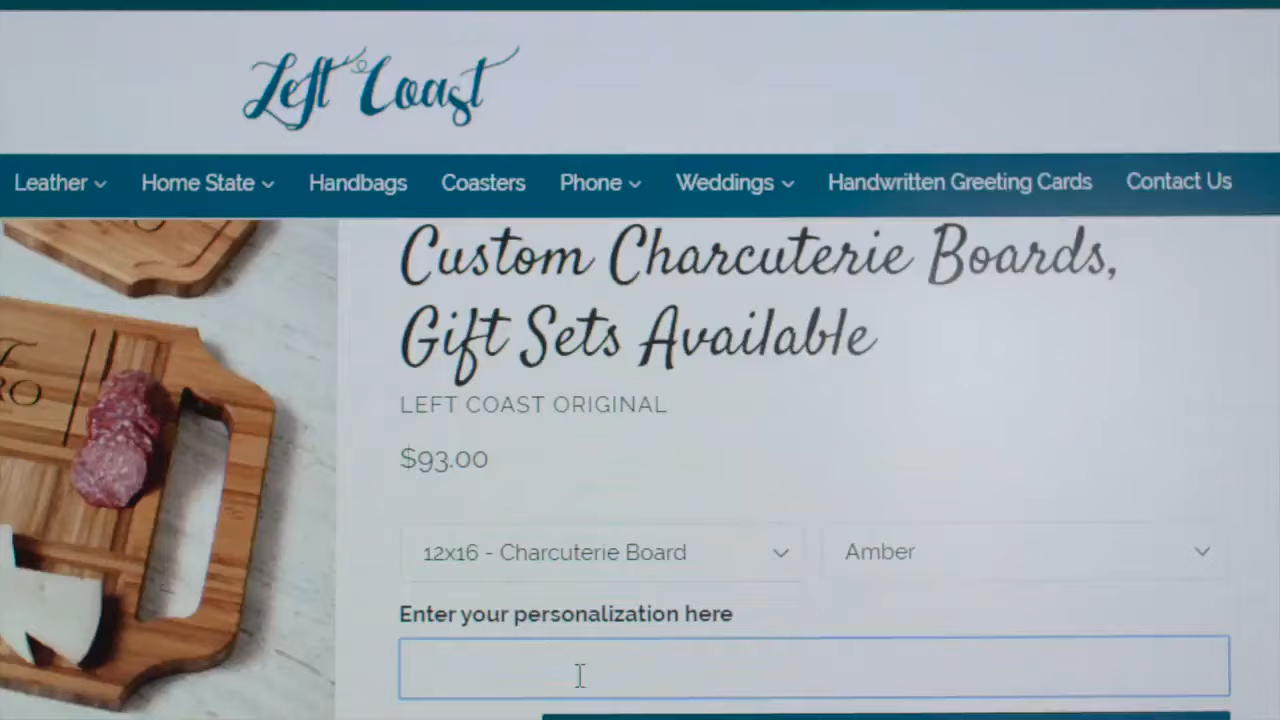 Left Coast
Leather
Home State
Handbags
Coasters
Phone
Weddings
Handwritten Greeting Cards
Contact Us
Custom Charcuterie Boards,
Gift Sets Available
LEFT COAST ORIGINAL
$93.00
12x16 - Charcuterie Board
Amber
Enter your personalization here